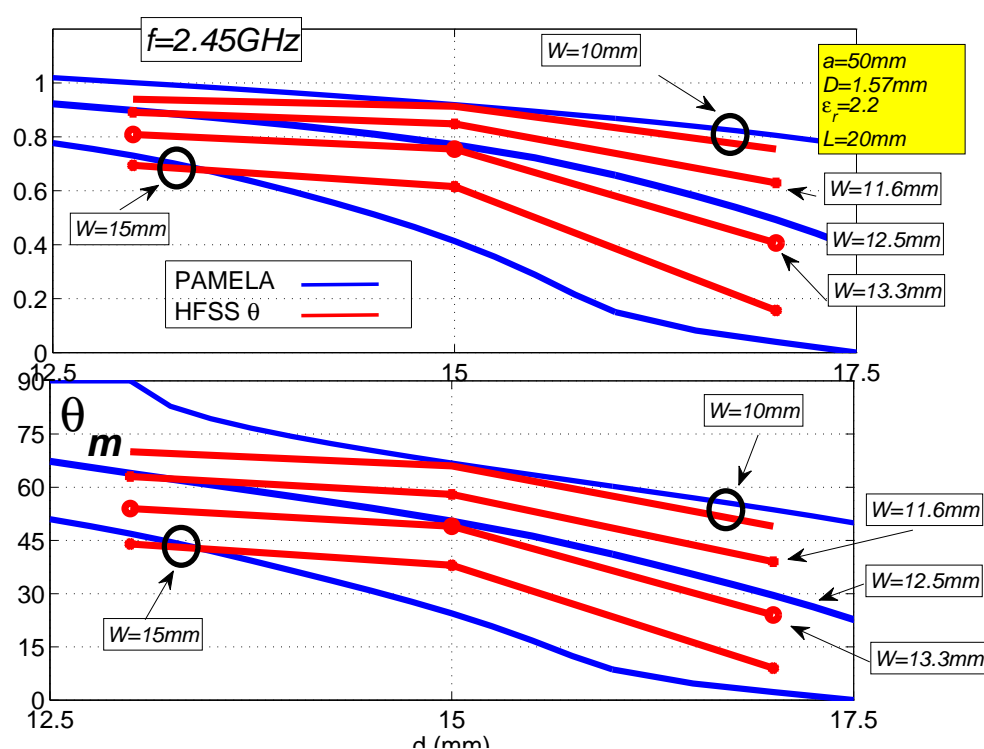 f=2.45GHz
W=10mm
a=50mm
D=1.57mm
εr=2.2
L=20mm
1
0.8
0.6
0.4
0.2
0
W=15mm
W=11.6mm
W=12.5mm
W=13.3mm
PAMELA
HFSS θ
12.5
15
17.5
θm
90
75
60
45
30
15
0
W=10mm
W=11.6mm
W=12.5mm
W=15mm
W=13.3mm
12.5
15
17.5
d (mm)